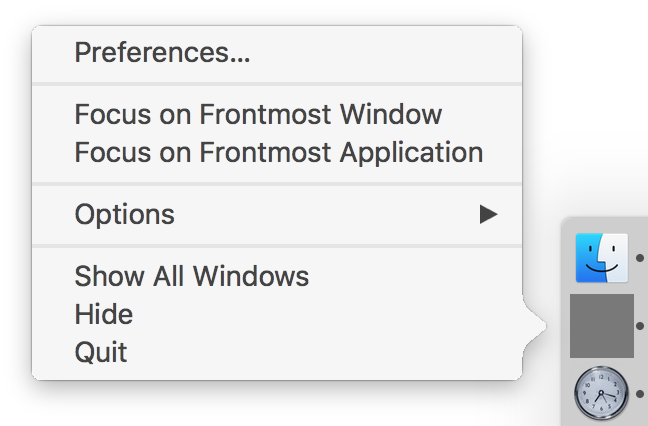 Preferences...
Focus on Frontmost Window
Focus on Frontmost Application
Options
Show All Windows
Hide
Quit